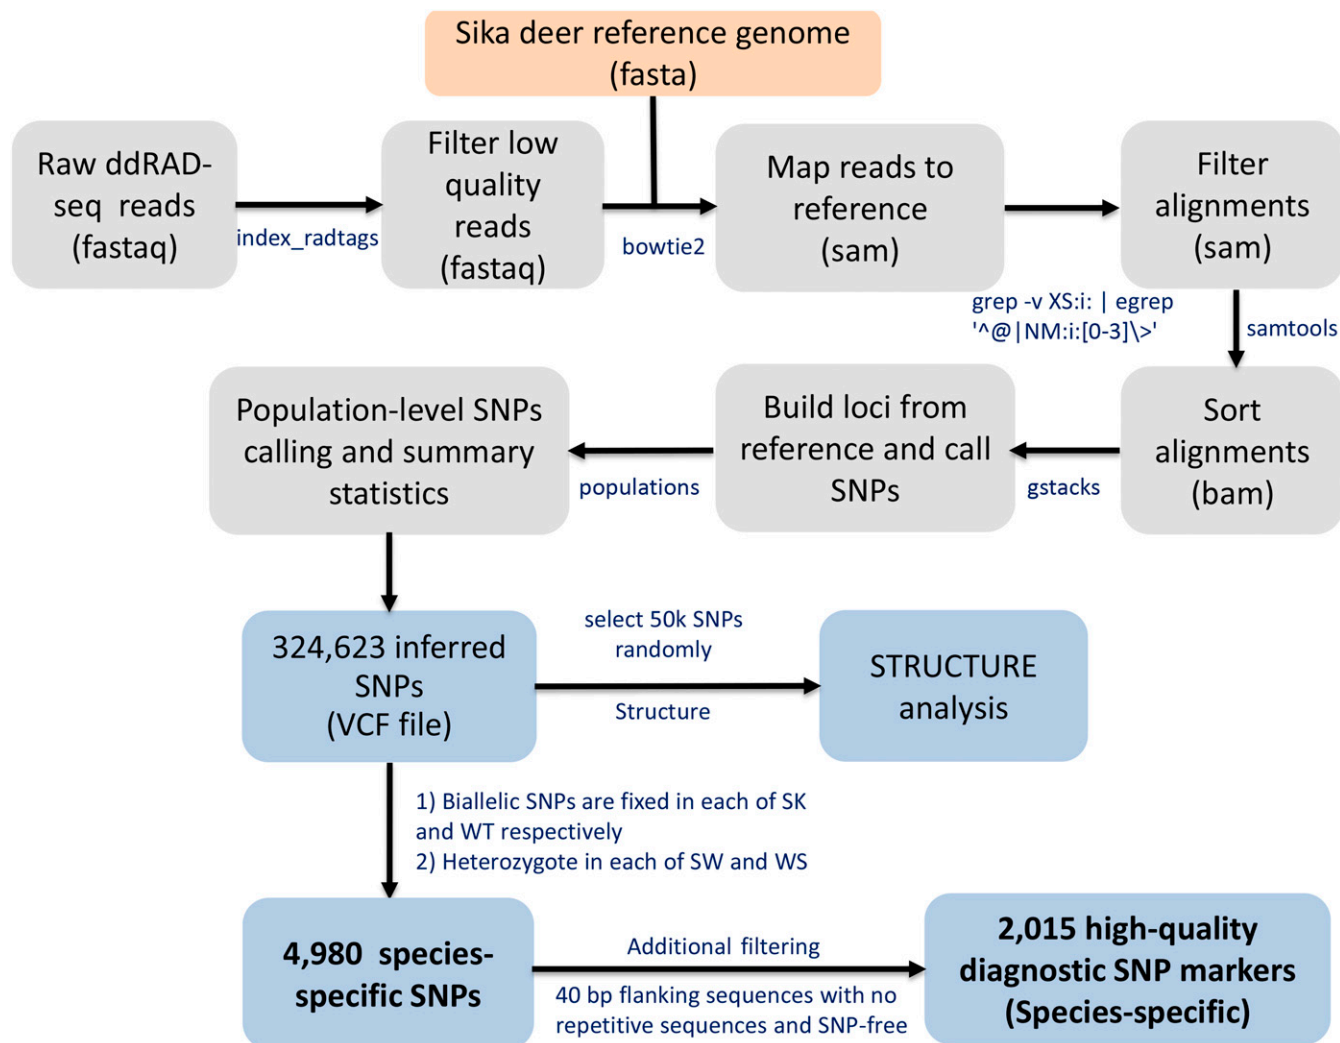 Sika deer reference genome
(fasta)
Raw ddRAD-
seq reads
(fastaq)
index_radtags
Filter low
quality
reads
(fastaq)
bowtie2
Map reads to
reference
(sam)
Filter
alignments
(sam)
grep -v XS:i: | egrep
'^@|NM:i:[0-3]\>'
samtools
Sort
alignments
(bam)
gstacks
Build loci from
reference and call
SNPs
populations
Population-level SNPs
calling and summary
statistics
324,623 inferred
SNPs
(VCF file)
select 50k SNPs
randomly
Structure
STRUCTURE
analysis
1) Biallelic SNPs are fixed in each of SK
and WT respectively
2) Heterozygote in each of SW and WS
4,980 species-
specific SNPs
Additional filtering
40 bp flanking sequences with no
repetitive sequences and SNP-free
2,015 high-quality
diagnostic SNP markers
(Species-specific)